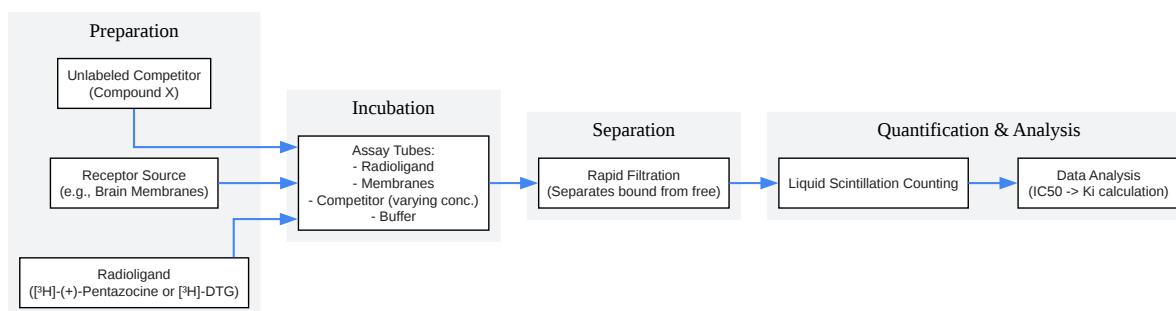 Preparation
Unlabeled Competitor
(Compound X)
Receptor Source
(e.g., Brain Membranes)
Radioligand
([³H]-(+)-Pentazocine or [³H]-DTG)
Incubation
Assay Tubes:
- Radioligand
- Membranes
- Competitor (varying conc.)
- Buffer
Separation
Rapid Filtration
(Separates bound from free)
Quantification & Analysis
Liquid Scintillation Counting
Data Analysis
(IC50 -> Ki calculation)